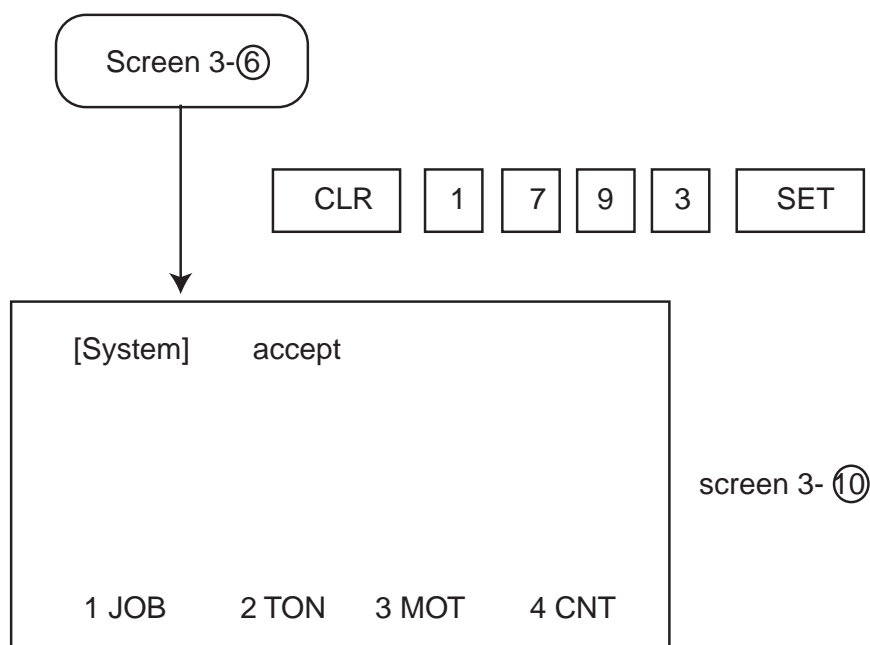 Screen 3-⑥
CLR 1 7 9 3 SET
[System] accept
screen 3- ⑩
1 JOB 2 TON 3 MOT 4 CNT